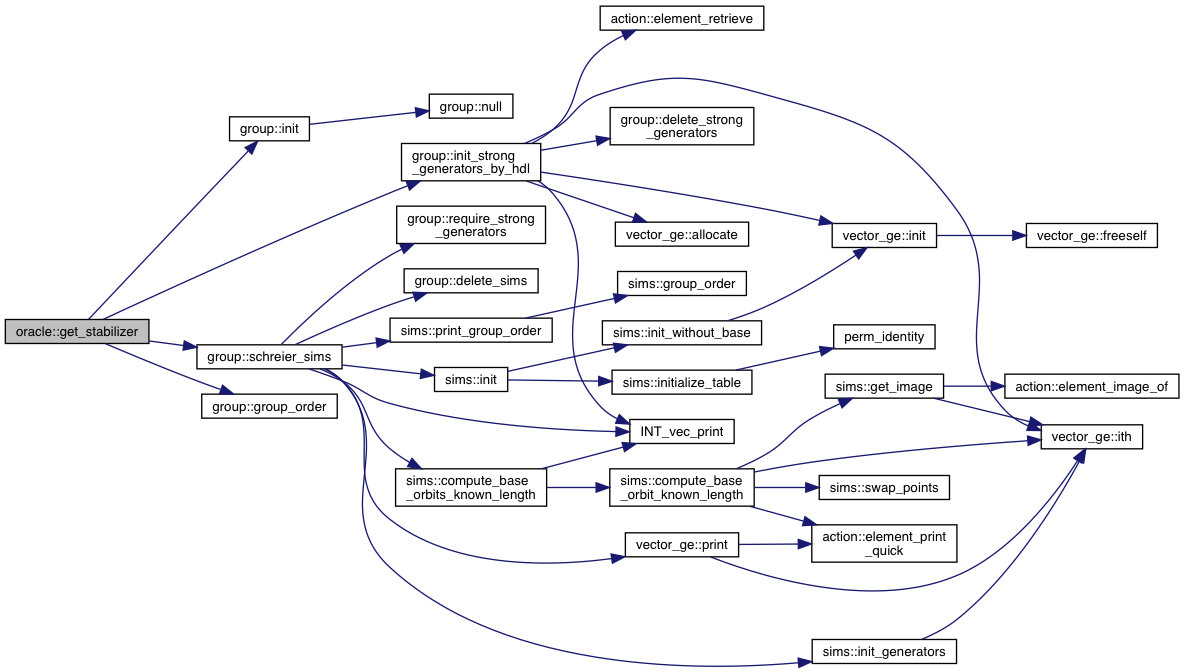 action::element_retrieve
group::null
group::delete_strong
_generators
group::init
group::init_strong
_generators_by_hdl
group::require_strong
_generators
vector_ge::allocate
vector_ge::init
vector_ge::freeself
group::delete_sims
sims::group_order
oracle::get_stabilizer
sims::print_group_order
sims::init_without_base
perm_identity
group::schreier_sims
sims::init
sims::initialize_table
sims::get_image
action::element_image_of
group::group_order
INT_vec_print
vector_ge::ith
sims::compute_base
_orbits_known_length
sims::compute_base
_orbit_known_length
sims::swap_points
vector_ge::print
action::element_print
_quick
sims::init_generators